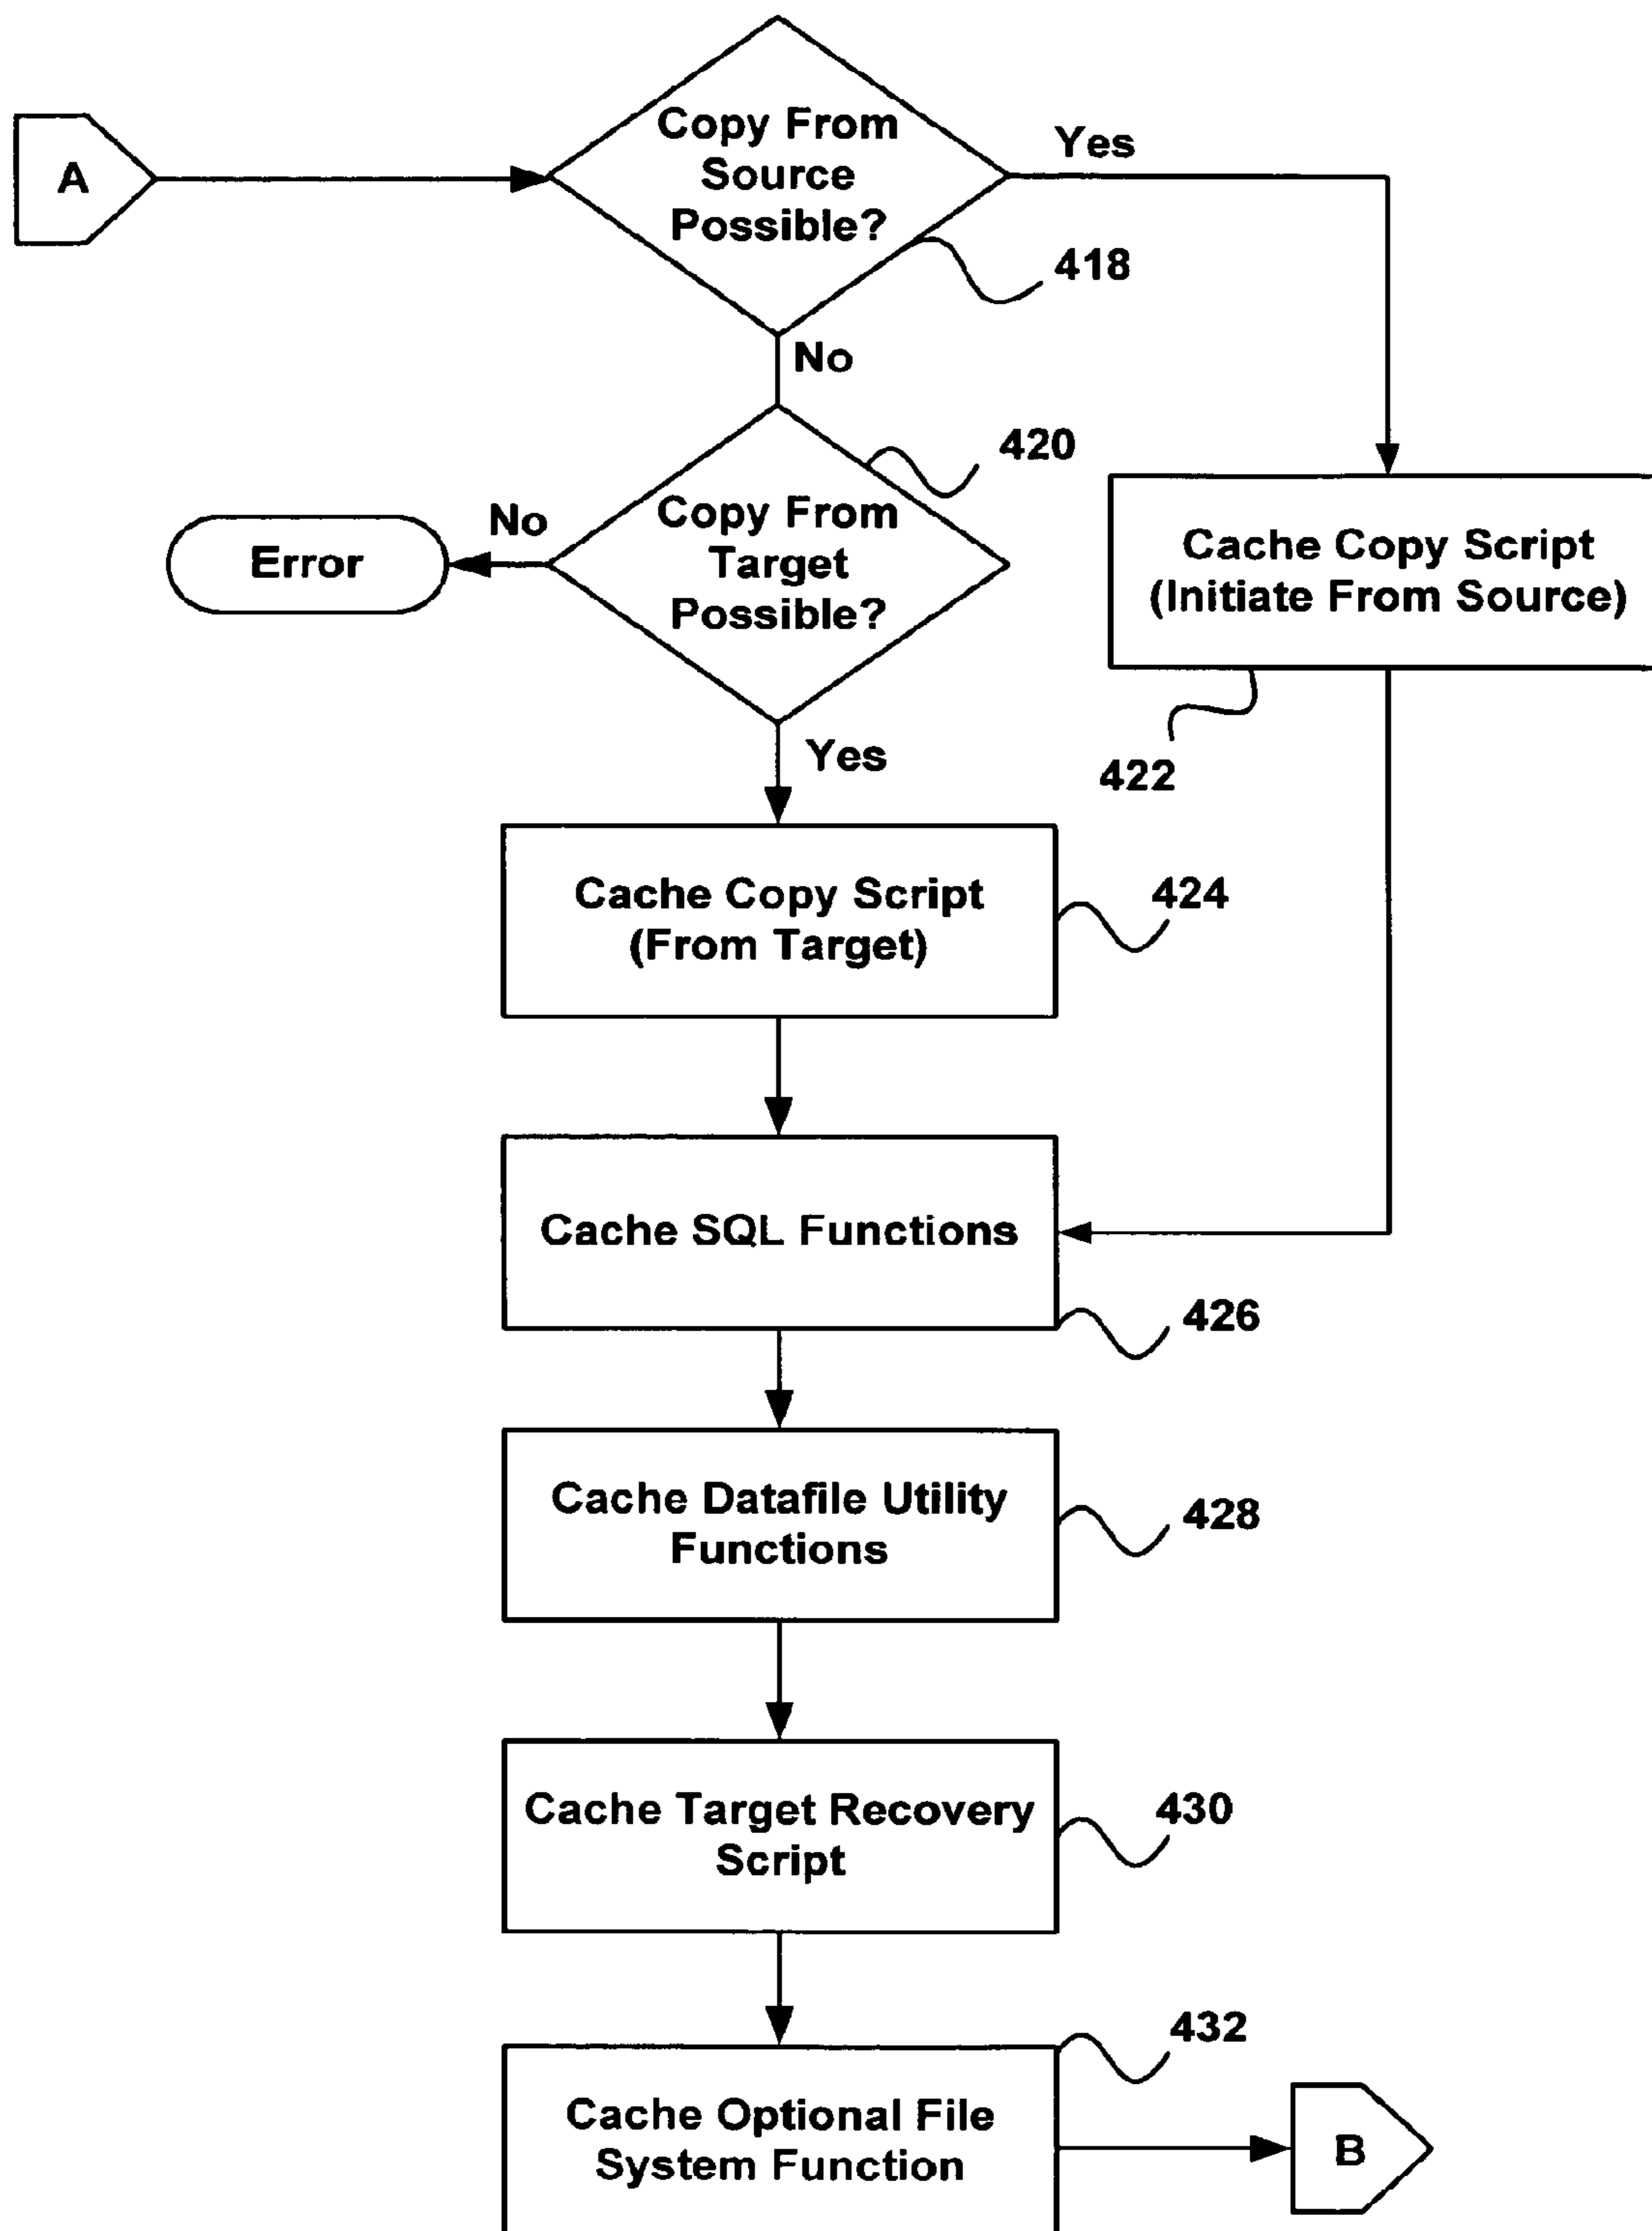 A
Copy From
Source
Possible?
Yes
418
No
420
Copy From
Target
Possible?
No
Error
Cache Copy Script
(Initiate From Source)
422
Yes
Cache Copy Script
(From Target)
424
Cache SQL Functions
426
Cache Datafile Utility
Functions
428
Cache Target Recovery
Script
430
432
Cache Optional File
System Function
B